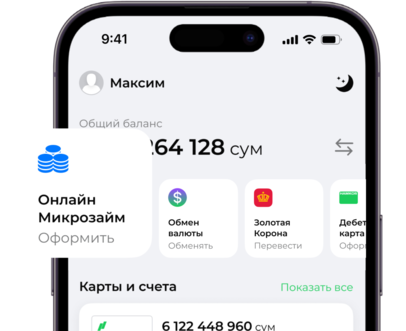 9:41
Максим
Общий баланс
264 128 сум
Онлайн
Микрозайм
Оформить
Обмен
валюты
Обменять
Золотая
Корона
Перевести
карта
Карты и счета
Показать все
6 122 448 960 сум